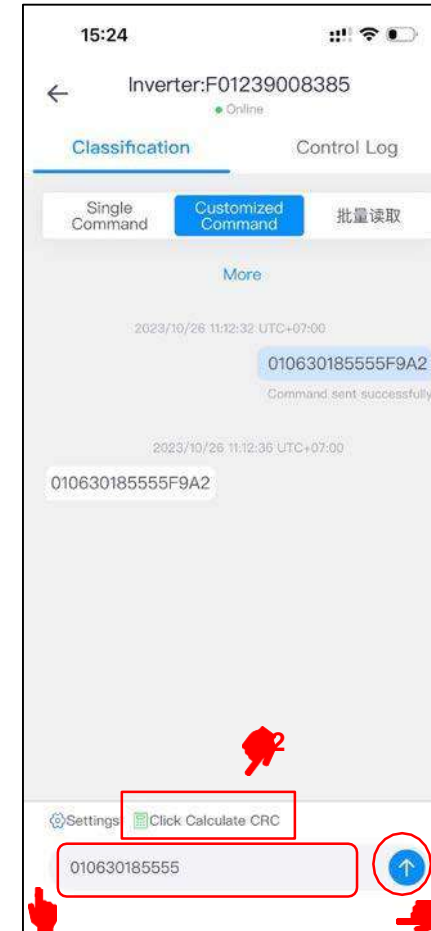 15:24
Inverter:F01239008385
Online
Classification Control Log
Single Command Customized Command 批量读取
More
2023/10/26 11:12:32 UTC+07:00
010630185555F9A2
Command sent successfully
2023/10/26 11:12:36 UTC+07:00
010630185555F9A2
2
Settings Click Calculate CRC
010630185555